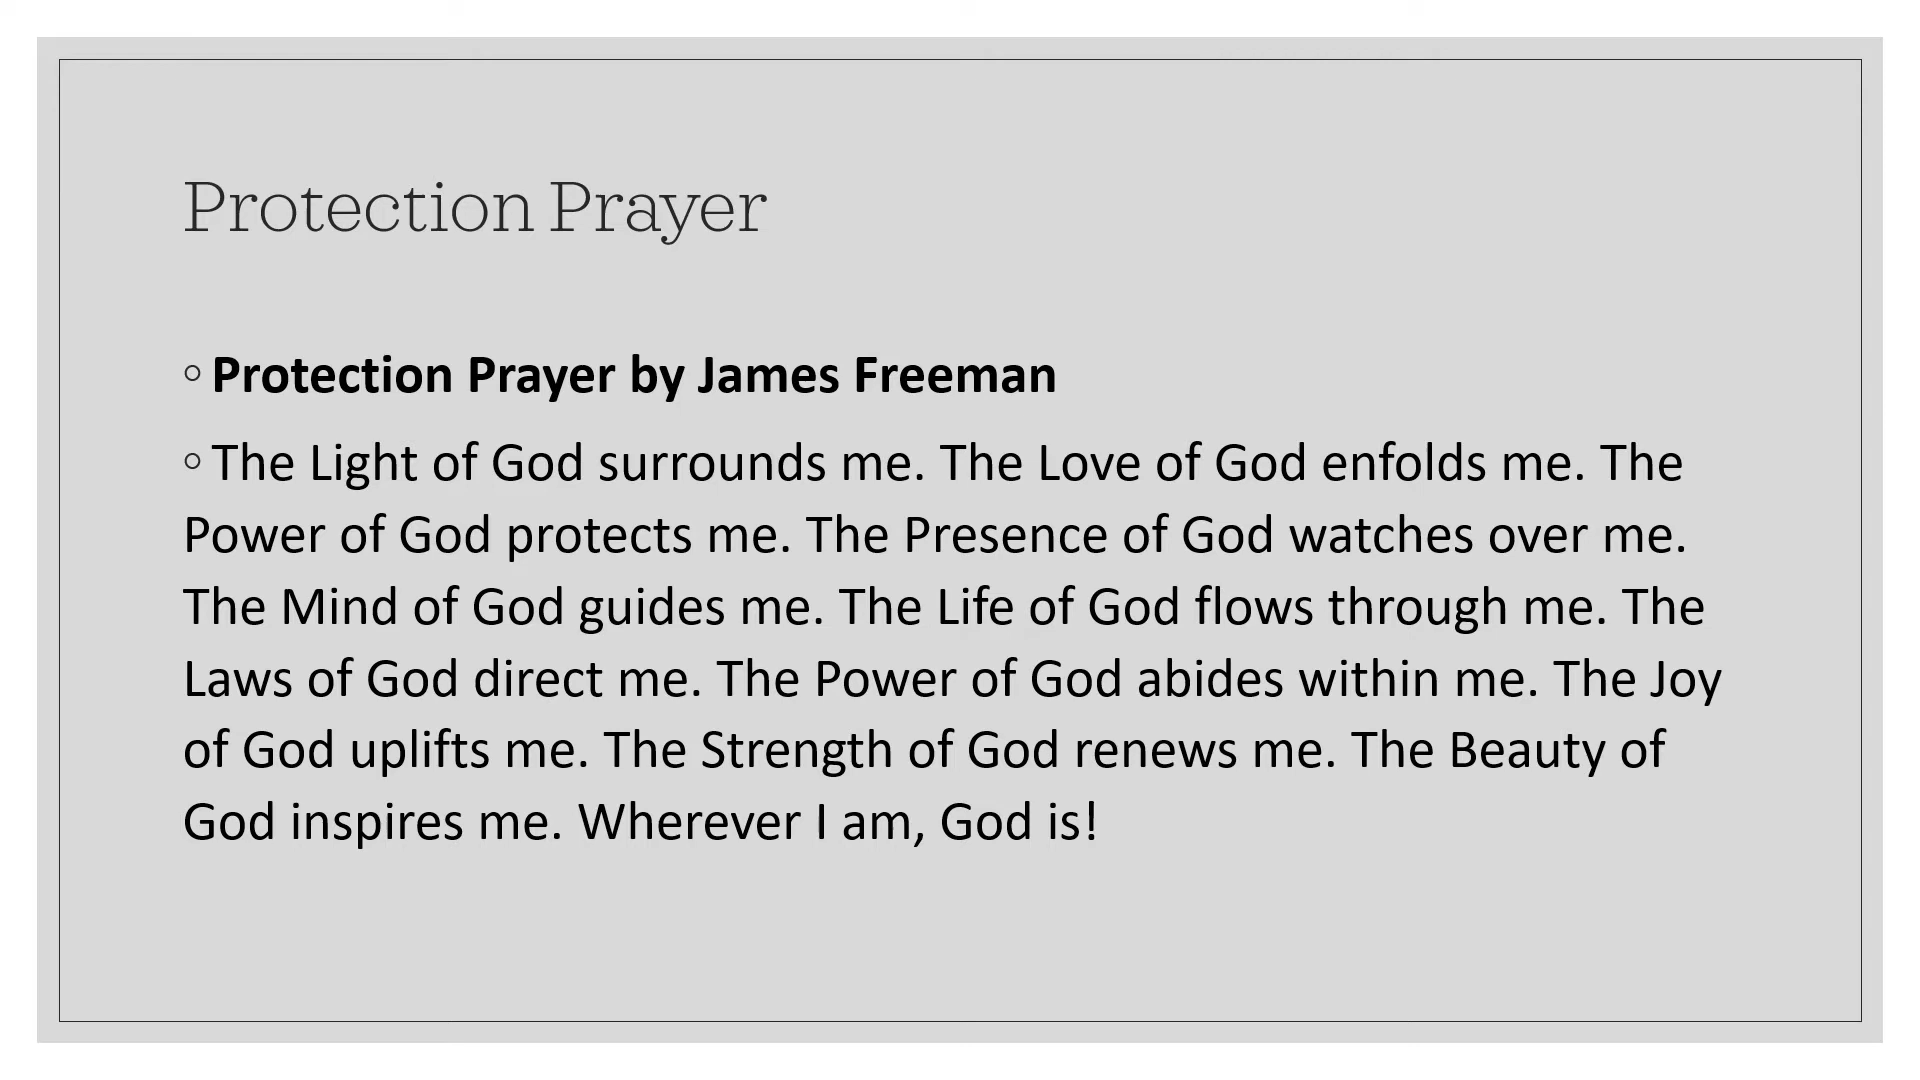 Protection Prayer
◦ Protection Prayer by James Freeman
◦ The Light of God surrounds me. The Love of God enfolds me. The
Power of God protects me. The Presence of God watches over me.
The Mind of God guides me. The Life of God flows through me. The
Laws of God direct me. The Power of God abides within me. The Joy
of God uplifts me. The Strength of God renews me. The Beauty of
God inspires me. Wherever I am, God is!